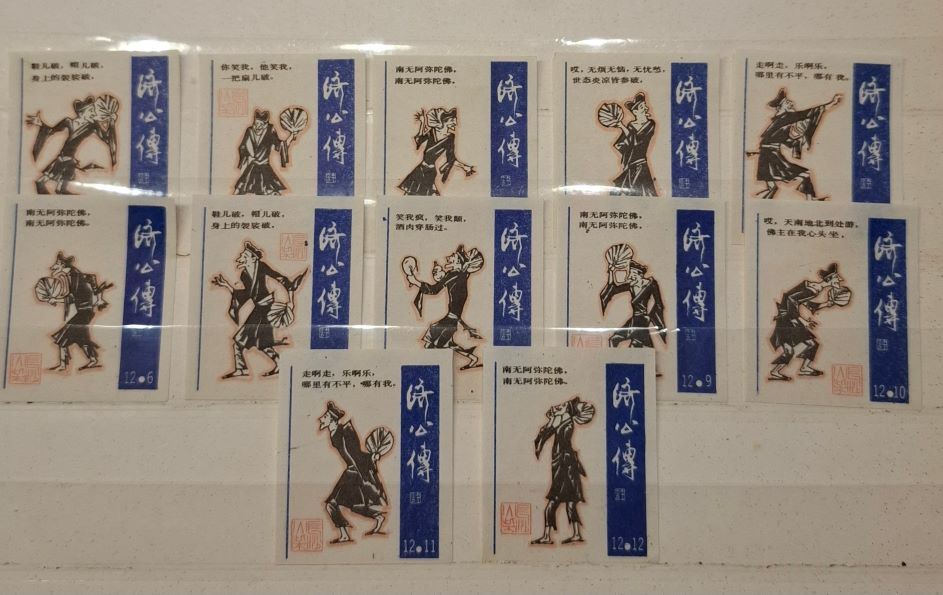 鞋儿破，帽儿破，
身上的袈裟破。
济公傳
你笑我，他笑我，
一把扇儿破。
济公傳
南无阿弥陀佛，
南无阿弥陀佛。
济公傳
哎，无烦无恼，无忧愁，
世态炎凉皆参破，
济公傳
走啊走，乐啊乐，
哪里有不平，哪有我。
济公傳
南无阿弥陀佛，
南无阿弥陀佛。
济公傳
12•6
鞋儿破，帽儿破，
身上的袈裟破。
济公傳
笑我疯，笑我颠，
酒肉穿肠过。
济公傳
南无阿弥陀佛，
南无阿弥陀佛，
济公傳
12•9
哎，天南地北到处游，
佛主在我心头坐，
济公傳
12•10
走啊走，乐啊乐，
哪里有不平，哪有我。
济公傳
12•11
南无阿弥陀佛，
南无阿弥陀佛。
济公傳
12•12